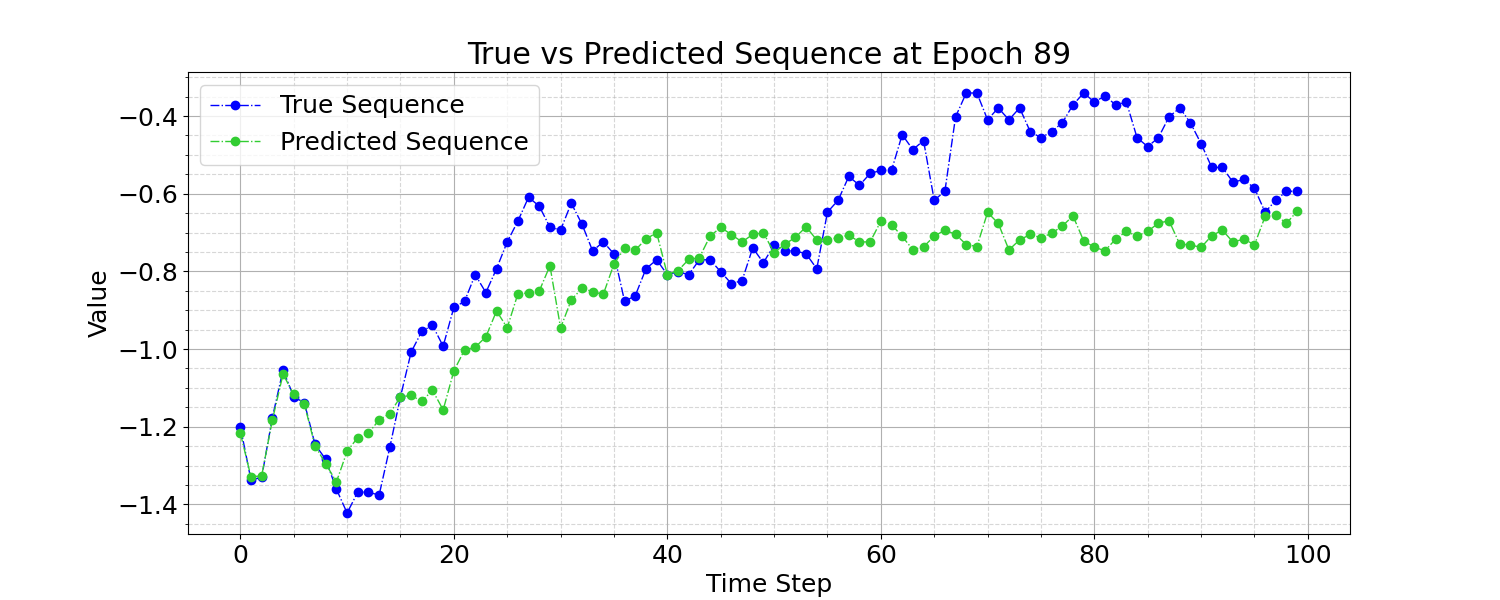 True vs Predicted Sequence at Epoch 89
True Sequence
Predicted Sequence
−0.4
−0.6
−0.8
−1.0
−1.2
−1.4
Value
0 20 40 60 80 100
Time Step